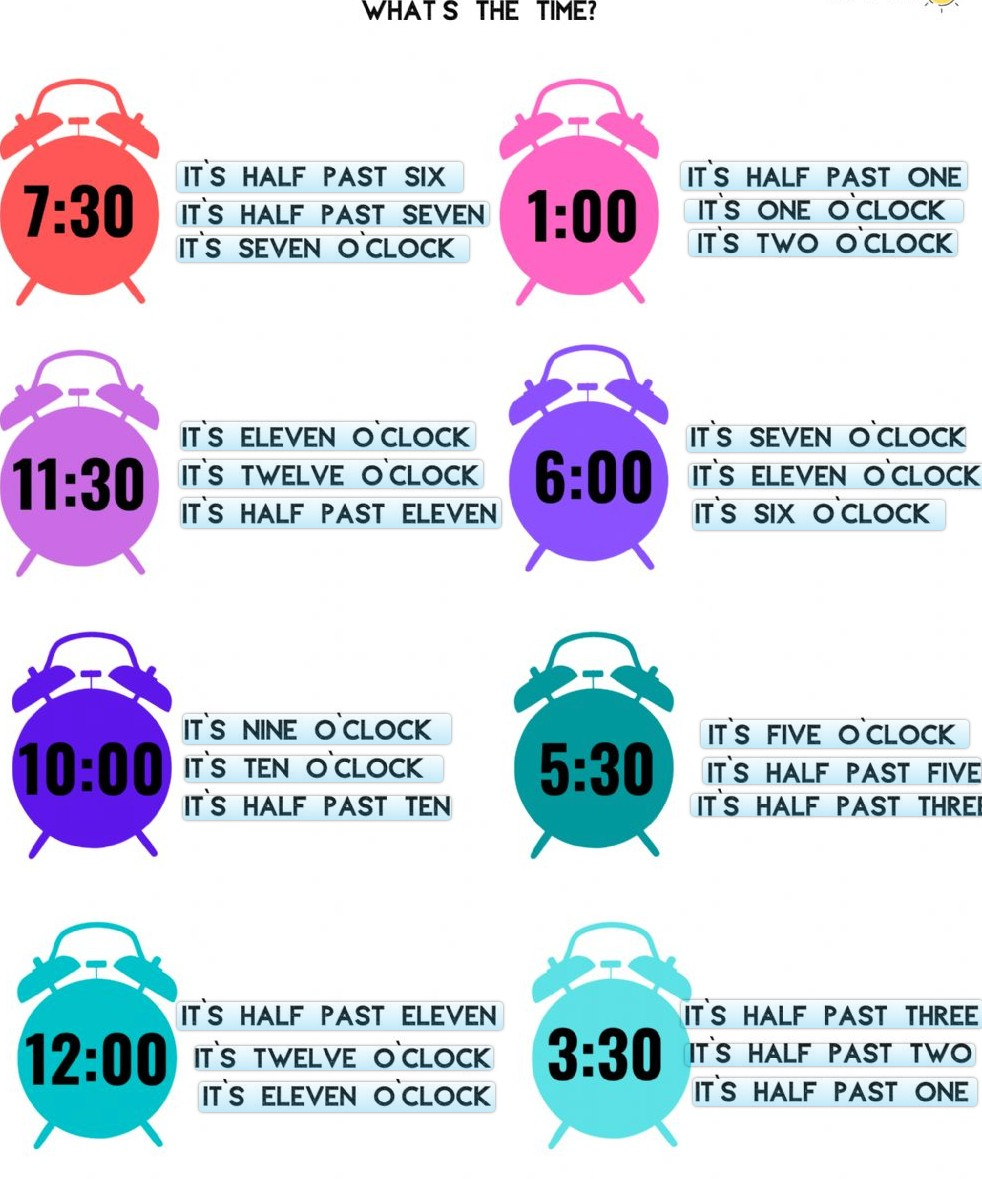 WHAT S THE TIME?
7:30
IT`S HALF PAST SIX
IT`S HALF PAST SEVEN
IT`S SEVEN O`CLOCK
1:00
IT`S HALF PAST ONE
IT`S ONE O`CLOCK
IT`S TWO O`CLOCK
11:30
IT`S ELEVEN O`CLOCK
IT`S TWELVE O`CLOCK
IT`S HALF PAST ELEVEN
6:00
IT`S SEVEN O`CLOCK
IT`S ELEVEN O`CLOCK
IT`S SIX O`CLOCK
10:00
IT`S NINE O`CLOCK
IT`S TEN O`CLOCK
IT`S HALF PAST TEN
5:30
IT`S FIVE O`CLOCK
IT`S HALF PAST FIVE
IT`S HALF PAST THREE
12:00
IT`S HALF PAST ELEVEN
IT`S TWELVE O`CLOCK
IT`S ELEVEN O`CLOCK
3:30
IT`S HALF PAST THREE
IT`S HALF PAST TWO
IT`S HALF PAST ONE